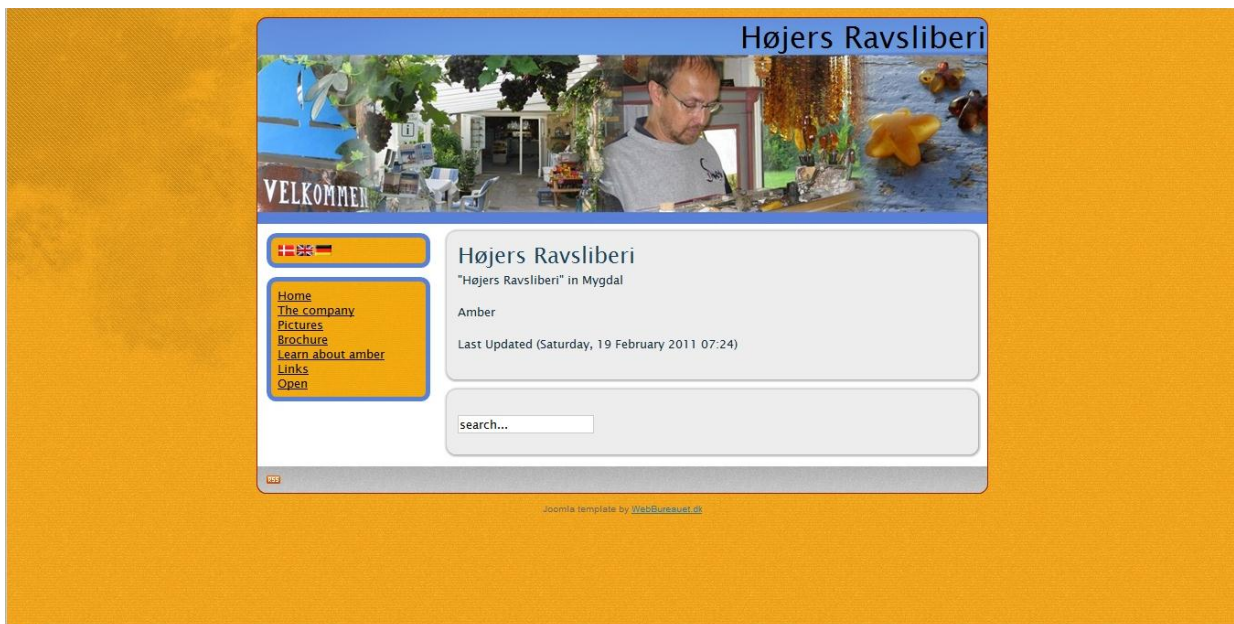 Højers Ravsliberi
VELKOMMEN
Home
The company
Pictures
Brochure
Learn about amber
Links
Open
Højers Ravsliberi
"Højers Ravsliberi" in Mygdal
Amber
Last Updated (Saturday, 19 February 2011 07:24)
search...
RSS
Joomla template by WebBureauet.dk